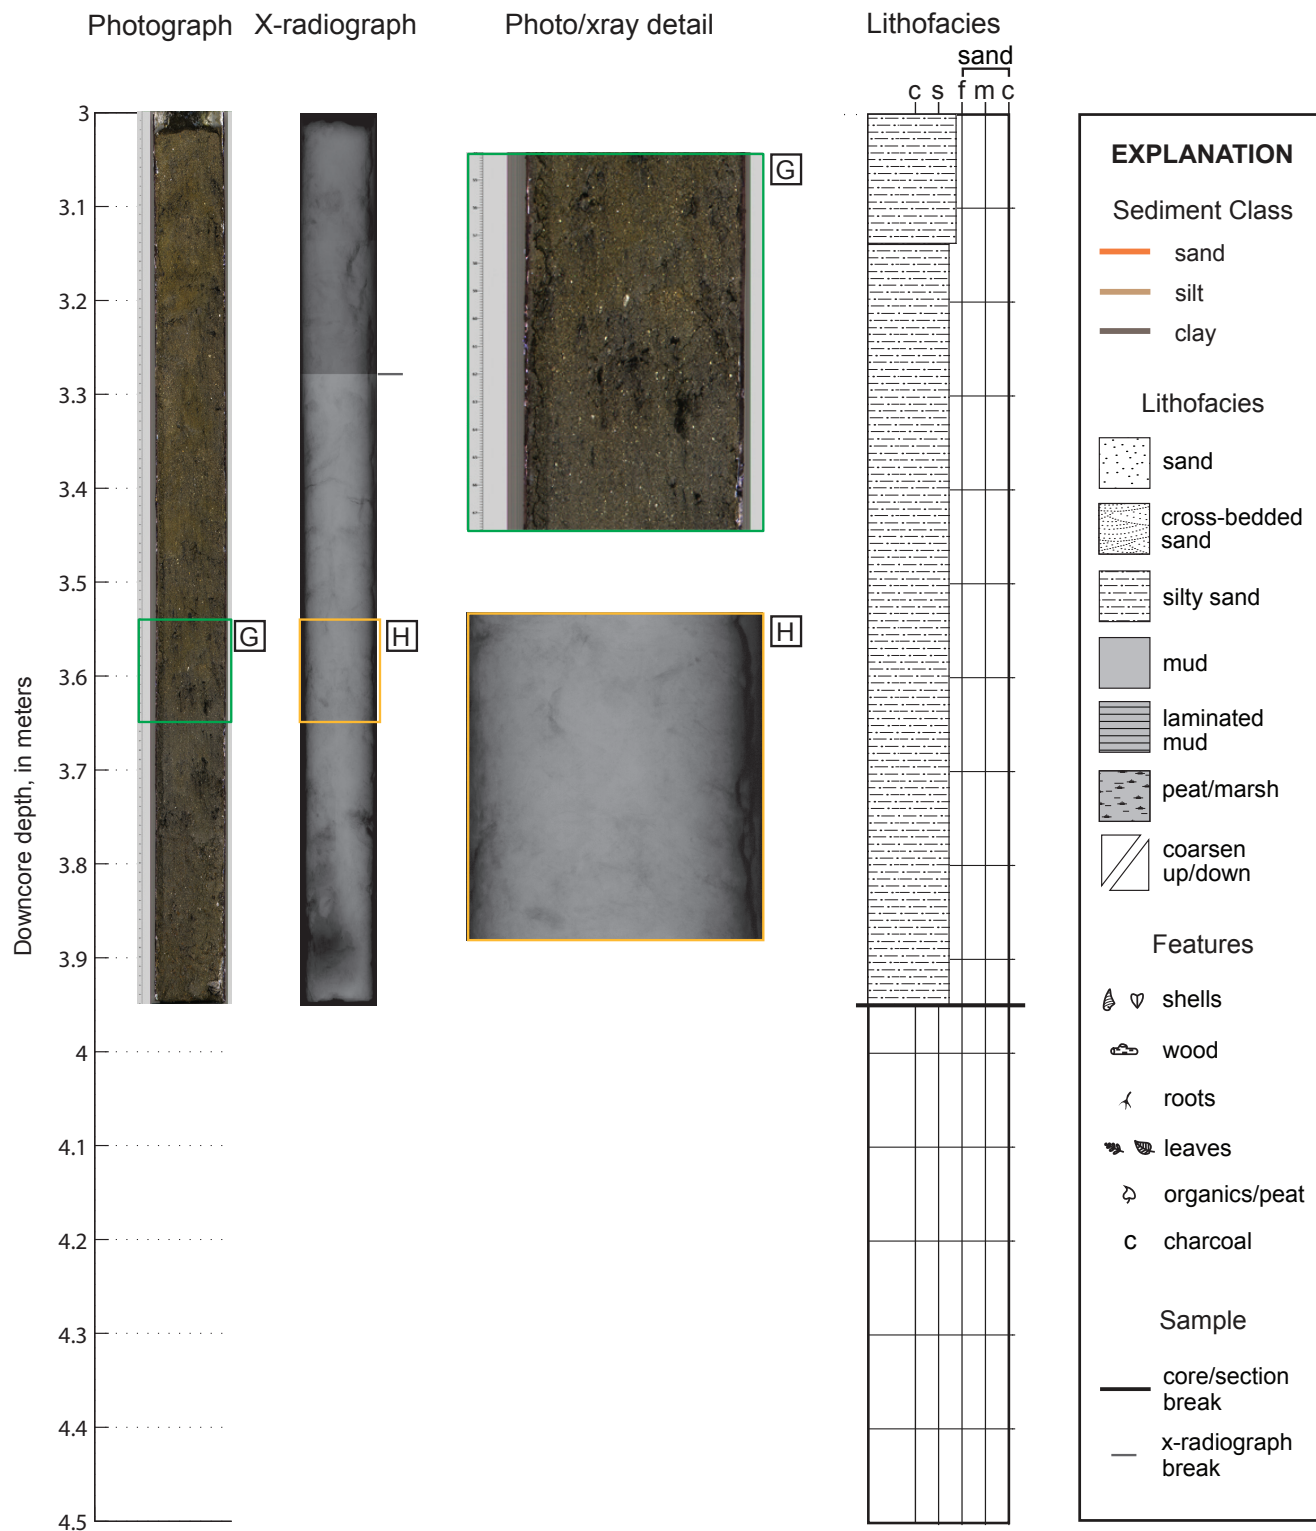 Photograph X-radiograph Photo/xray detail Lithofacies
sand
c s f m c
3
3.1
3.2
3.3
3.4
3.5
3.6
3.7
3.8
3.9
4
4.1
4.2
4.3
4.4
4.5
Downcore depth, in meters
G
H
G
H
EXPLANATION
Sediment Class
sand
silt
clay
Lithofacies
sand
cross-bedded
sand
silty sand
mud
laminated
mud
peat/marsh
coarsen
up/down
Features
shells
wood
roots
leaves
organics/peat
c charcoal
Sample
core/section
break
x-radiograph
break